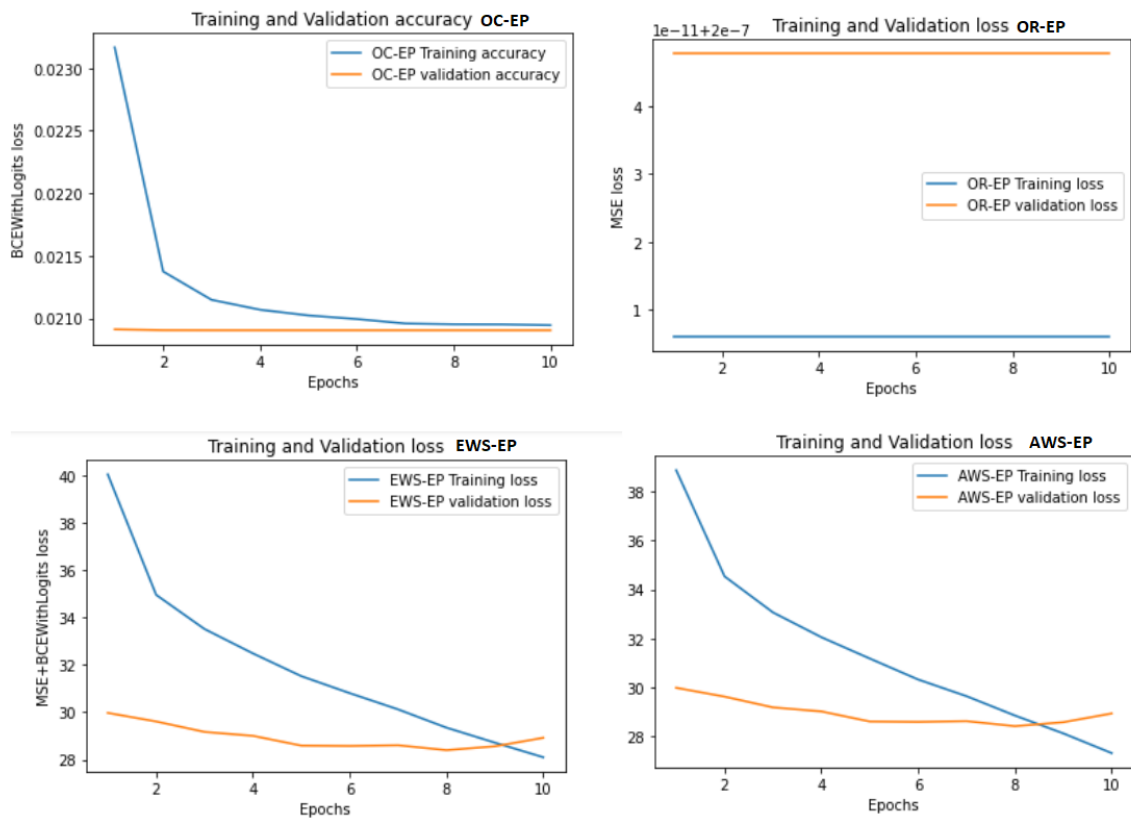 Training and Validation accuracy OC-EP
OC-EP Training accuracy
OC-EP validation accuracy
BCEWithLogits loss
0.0230
0.0225
0.0220
0.0215
0.0210
2 4 6 8 10
Epochs
Training and Validation loss OR-EP
1e-11+2e-7
OR-EP Training loss
OR-EP validation loss
MSE loss
4
3
2
1
2 4 6 8 10
Epochs
Training and Validation loss EWS-EP
EWS-EP Training loss
EWS-EP validation loss
MSE+BCEWithLogits loss
40
38
36
34
32
30
28
2 4 6 8 10
Epochs
Training and Validation loss AWS-EP
AWS-EP Training loss
AWS-EP validation loss
38
36
34
32
30
28
2 4 6 8 10
Epochs